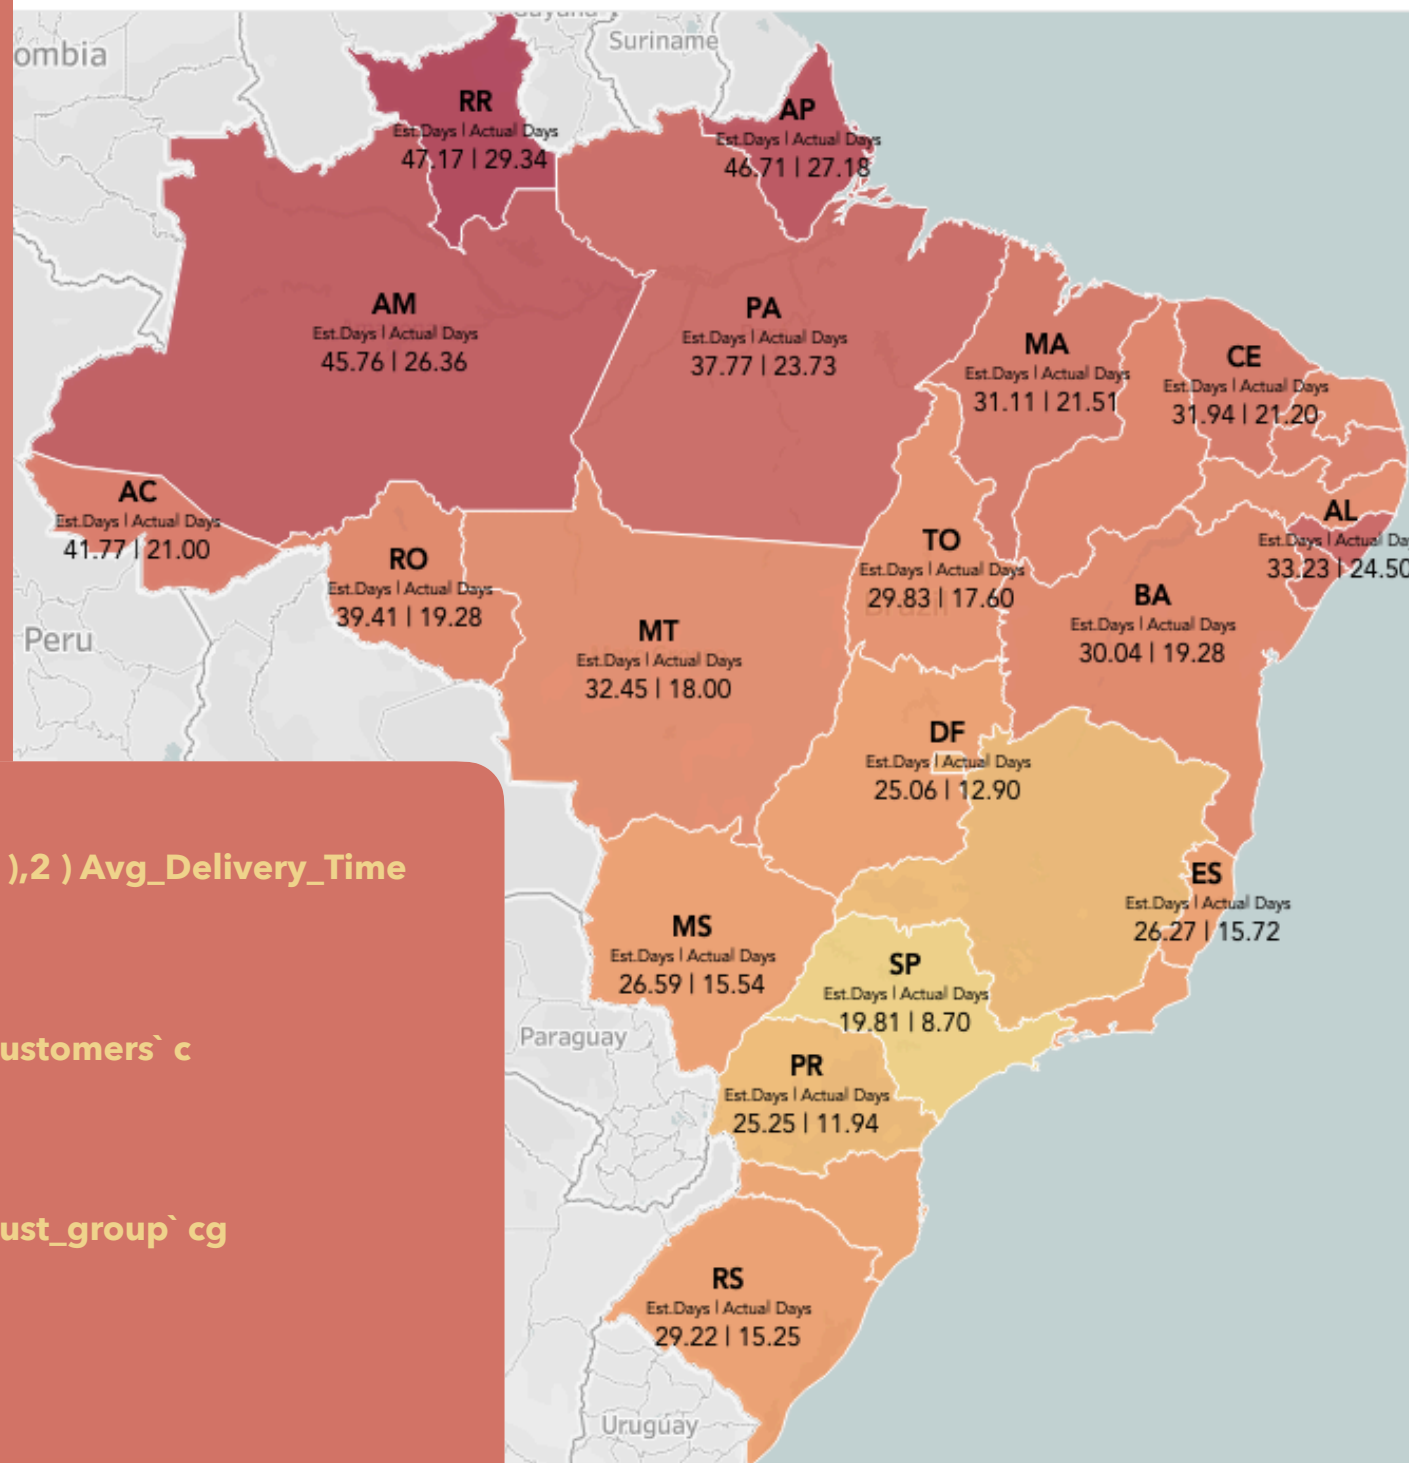 ombia
Suriname
RR
Est.Days | Actual Days
47.17 | 29.34
AP
Est.Days | Actual Days
46.71 | 27.18
AM
Est.Days | Actual Days
45.76 | 26.36
PA
Est.Days | Actual Days
37.77 | 23.73
MA
Est.Days | Actual Days
31.11 | 21.51
CE
Est.Days | Actual Days
31.94 | 21.20
AC
Est.Days | Actual Days
41.77 | 21.00
RO
Est.Days | Actual Days
39.41 | 19.28
MT
Est.Days | Actual Days
32.45 | 18.00
TO
Est.Days | Actual Days
29.83 | 17.60
Brazil
AL
Est.Days | Actual Da
33.23 | 24.50
BA
Est.Days | Actual Days
30.04 | 19.28
Peru
DF
Est.Days | Actual Days
25.06 | 12.90
ES
Est.Days | Actual Days
26.27 | 15.72
MS
Est.Days | Actual Days
26.59 | 15.54
SP
Est.Days | Actual Days
19.81 | 8.70
Paraguay
PR
Est.Days | Actual Days
25.25 | 11.94
RS
Est.Days | Actual Days
29.22 | 15.25
Uruguay
),2 ) Avg_Delivery_Time
ustomers` c
ust_group` cg